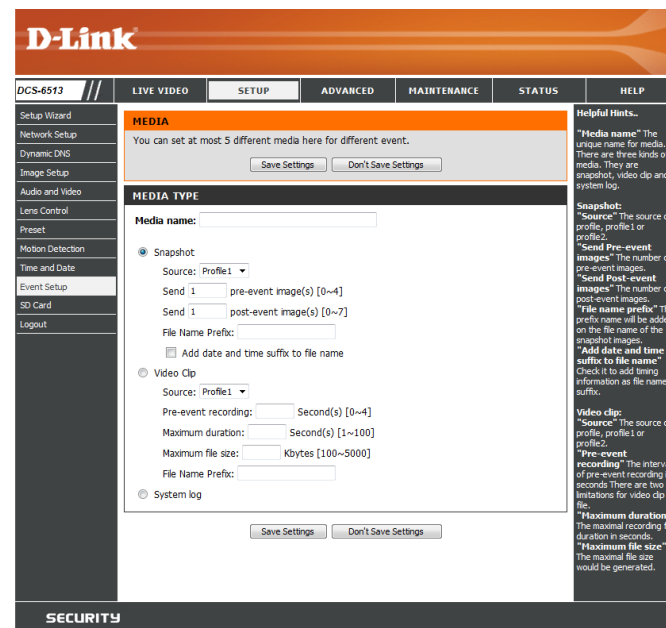 D-Link
DCS-6513 // LIVE VIDEO SETUP ADVANCED MAINTENANCE STATUS HELP
Setup Wizard
Network Setup
Dynamic DNS
Image Setup
Audio and Video
Lens Control
Preset
Motion Detection
Time and Date
Event Setup
SD Card
Logout
MEDIA
You can set at most 5 different media here for different event.
Save Settings Don't Save Settings
MEDIA TYPE
Media name:
Snapshot
Source: Profile1
Send 1 pre-event image(s) [0~4]
Send 1 post-event image(s) [0~7]
File Name Prefix:
Add date and time suffix to file name
Video Clip
Source: Profile1
Pre-event recording: Second(s) [0~4]
Maximum duration: Second(s) [1~100]
Maximum file size: Kbytes [100~5000]
File Name Prefix:
System log
Save Settings Don't Save Settings
Helpful Hints..
"Media name" The
unique name for media.
There are three kinds o
media. They are
snapshot, video clip and
system log.
Snapshot:
"Source" The source o
profile, profile1 or
profile2.
"Send Pre-event
images" The number o
pre-event images.
"Send Post-event
images" The number o
post-event images.
"File name prefix" Th
prefix name will be adde
on the file name of the
snapshot images.
"Add date and time
suffix to file name"
Check it to add timing
information as file name
suffix.
Video clip:
"Source" The source o
profile, profile1 or
profile2.
"Pre-event
recording" The interva
of pre-event recording i
seconds There are two
limitations for video clip
file.
"Maximum duration
The maximal recording f
duration in seconds.
"Maximum file size"
The maximal file size
would be generated.
SECURITY